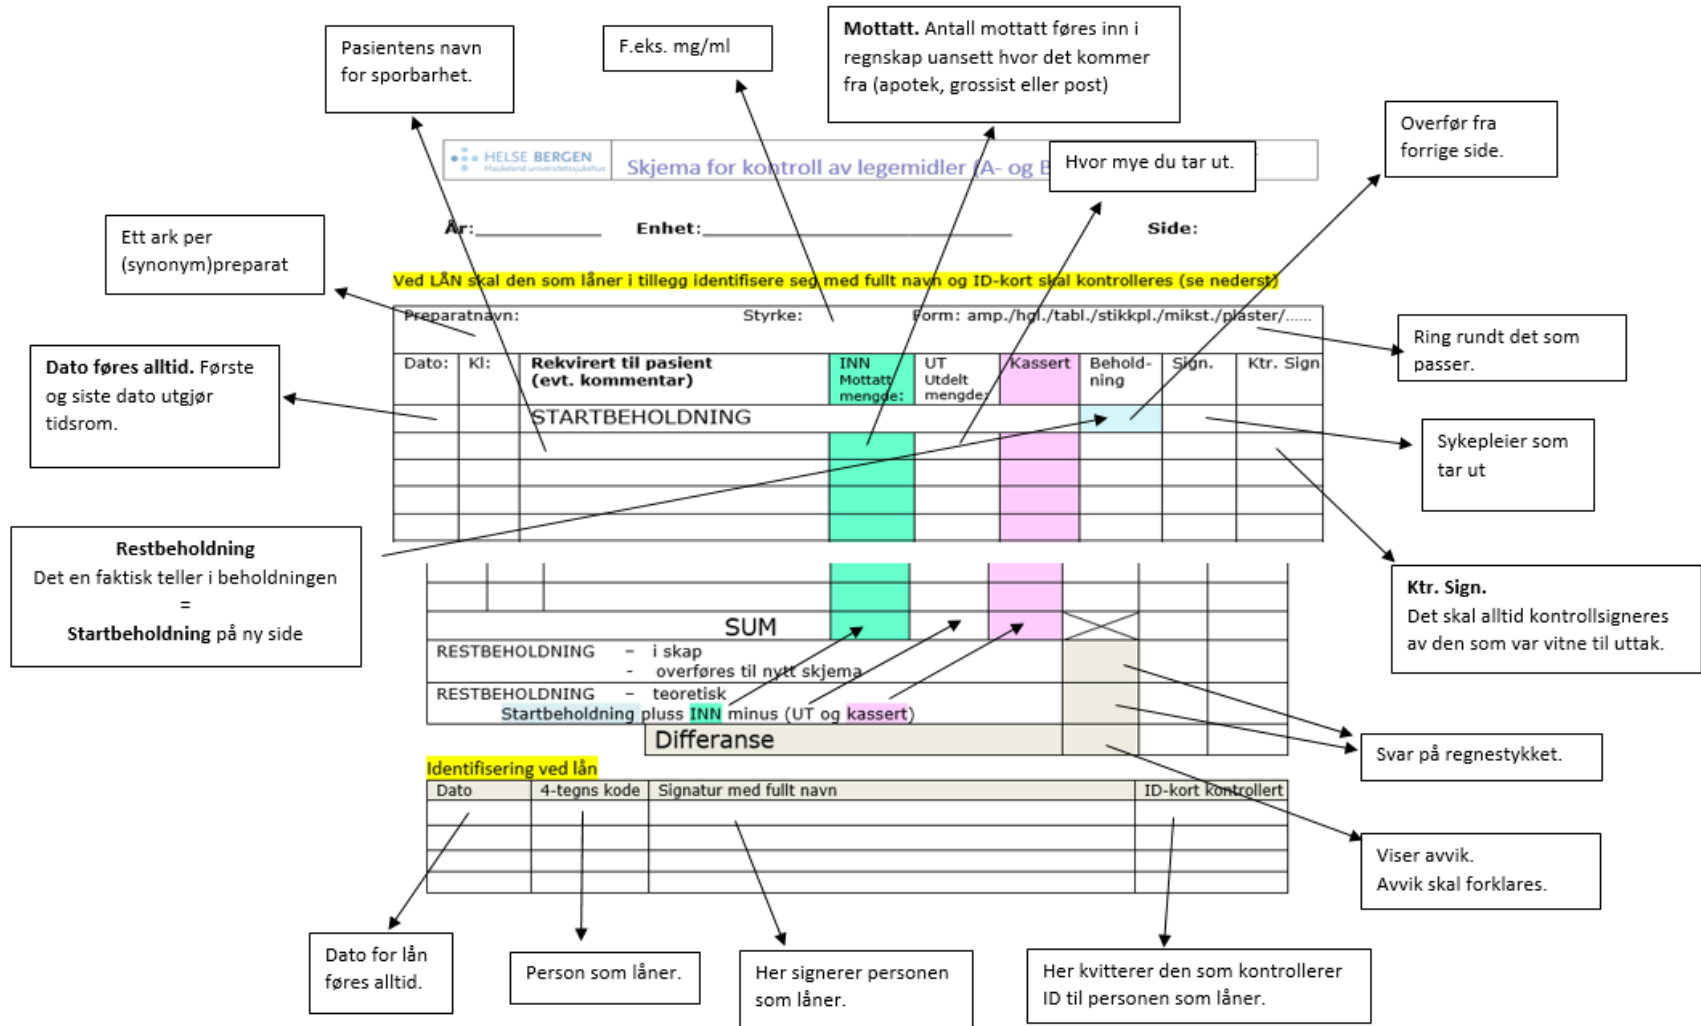 Pasientens navn
for sporbarhet.
F.eks. mg/ml
Mottatt. Antall mottatt føres inn i
regnskap uansett hvor det kommer
fra (apotek, grossist eller post)
Overfør fra
forrige side.
HELSE BERGEN
Haukeland universitetssjukehus
Skjema for kontroll av legemidler (A- og B
Hvor mye du tar ut.
Ett ark per
(synonym)preparat
År:____________ Enhet:______________________________ Side:
Ved LÅN skal den som låner i tillegg identifisere seg med fullt navn og ID-kort skal kontrolleres (se nederst)
Preparatnavn: Styrke: Form: amp./hgl./tabl./stikkpl./mikst./plaster/......
Dato føres alltid. Første
og siste dato utgjør
tidsrom.
Ring rundt det som
passer.
Dato: Kl: Rekvirert til pasient INN UT Kassert Behold- Sign. Ktr. Sign
(evt. kommentar) Mottatt Utdelt ning
mengde: mengde:
STARTBEHOLDNING
Sykepleier som
tar ut
Restbeholdning
Det en faktisk teller i beholdningen
=
Startbeholdning på ny side
Ktr. Sign.
Det skal alltid kontrollsigneres
av den som var vitne til uttak.
SUM
RESTBEHOLDNING – i skap
- overføres til nytt skjema
RESTBEHOLDNING – teoretisk
Startbeholdning pluss INN minus (UT og kassert)
Differanse
Svar på regnestykket.
Identifisering ved lån
Dato 4-tegns kode Signatur med fullt navn ID-kort kontrollert
Viser avvik.
Avvik skal forklares.
Dato for lån
føres alltid.
Person som låner.
Her signerer personen
som låner.
Her kvitterer den som kontrollerer
ID til personen som låner.